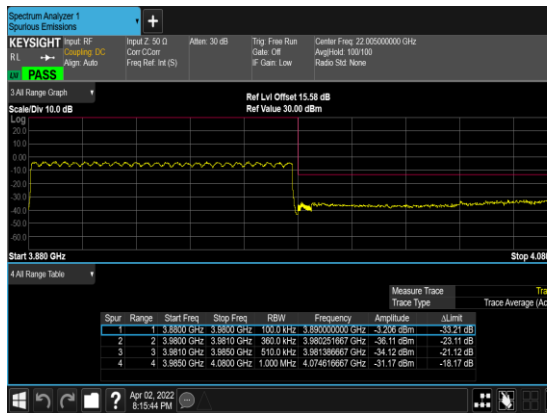 Spectrum Analyzer 1
Spurious Emissions
KEYSIGHT Input: RF Input Z: 50 Ω Atten: 30 dB Trig: Free Run Center Freq: 22.005000000 GHz
RL Coupling: DC Corr CCorr Gate: Off Avg|Hold: 100/100
Align: Auto Freq Ref: Int (S) IF Gain: Low Radio Std: None
PASS
3 All Range Graph
Ref Lvl Offset 15.58 dB
Scale/Div 10.0 dB Ref Value 30.00 dBm
Log
20.0
10.0
0.00
-10.0
-20.0
-30.0
-40.0
-50.0
-60.0
Start 3.880 GHz Stop 4.080
4 All Range Table
Measure Trace Tra
Trace Type Trace Average (Ac
Spur Range Start Freq Stop Freq RBW Frequency Amplitude ΔLimit
1 1 3.8800 GHz 3.9800 GHz 100.0 kHz 3.890000000 GHz -3.206 dBm -33.21 dB
2 2 3.9800 GHz 3.9810 GHz 360.0 kHz 3.980251667 GHz -36.11 dBm -23.11 dB
3 3 3.9810 GHz 3.9850 GHz 510.0 kHz 3.981386667 GHz -34.12 dBm -21.12 dB
4 4 3.9850 GHz 4.0800 GHz 1.000 MHz 4.074616667 GHz -31.17 dBm -18.17 dB
? Apr 02, 2022
8:15:44 PM